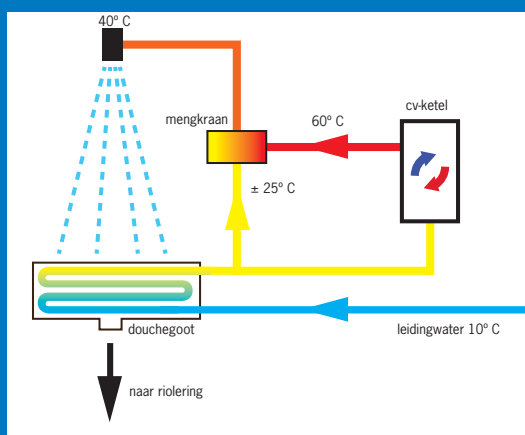 40° C
mengkraan
60° C
cv-ketel
± 25° C
douchegoot
leidingwater 10° C
naar riolering